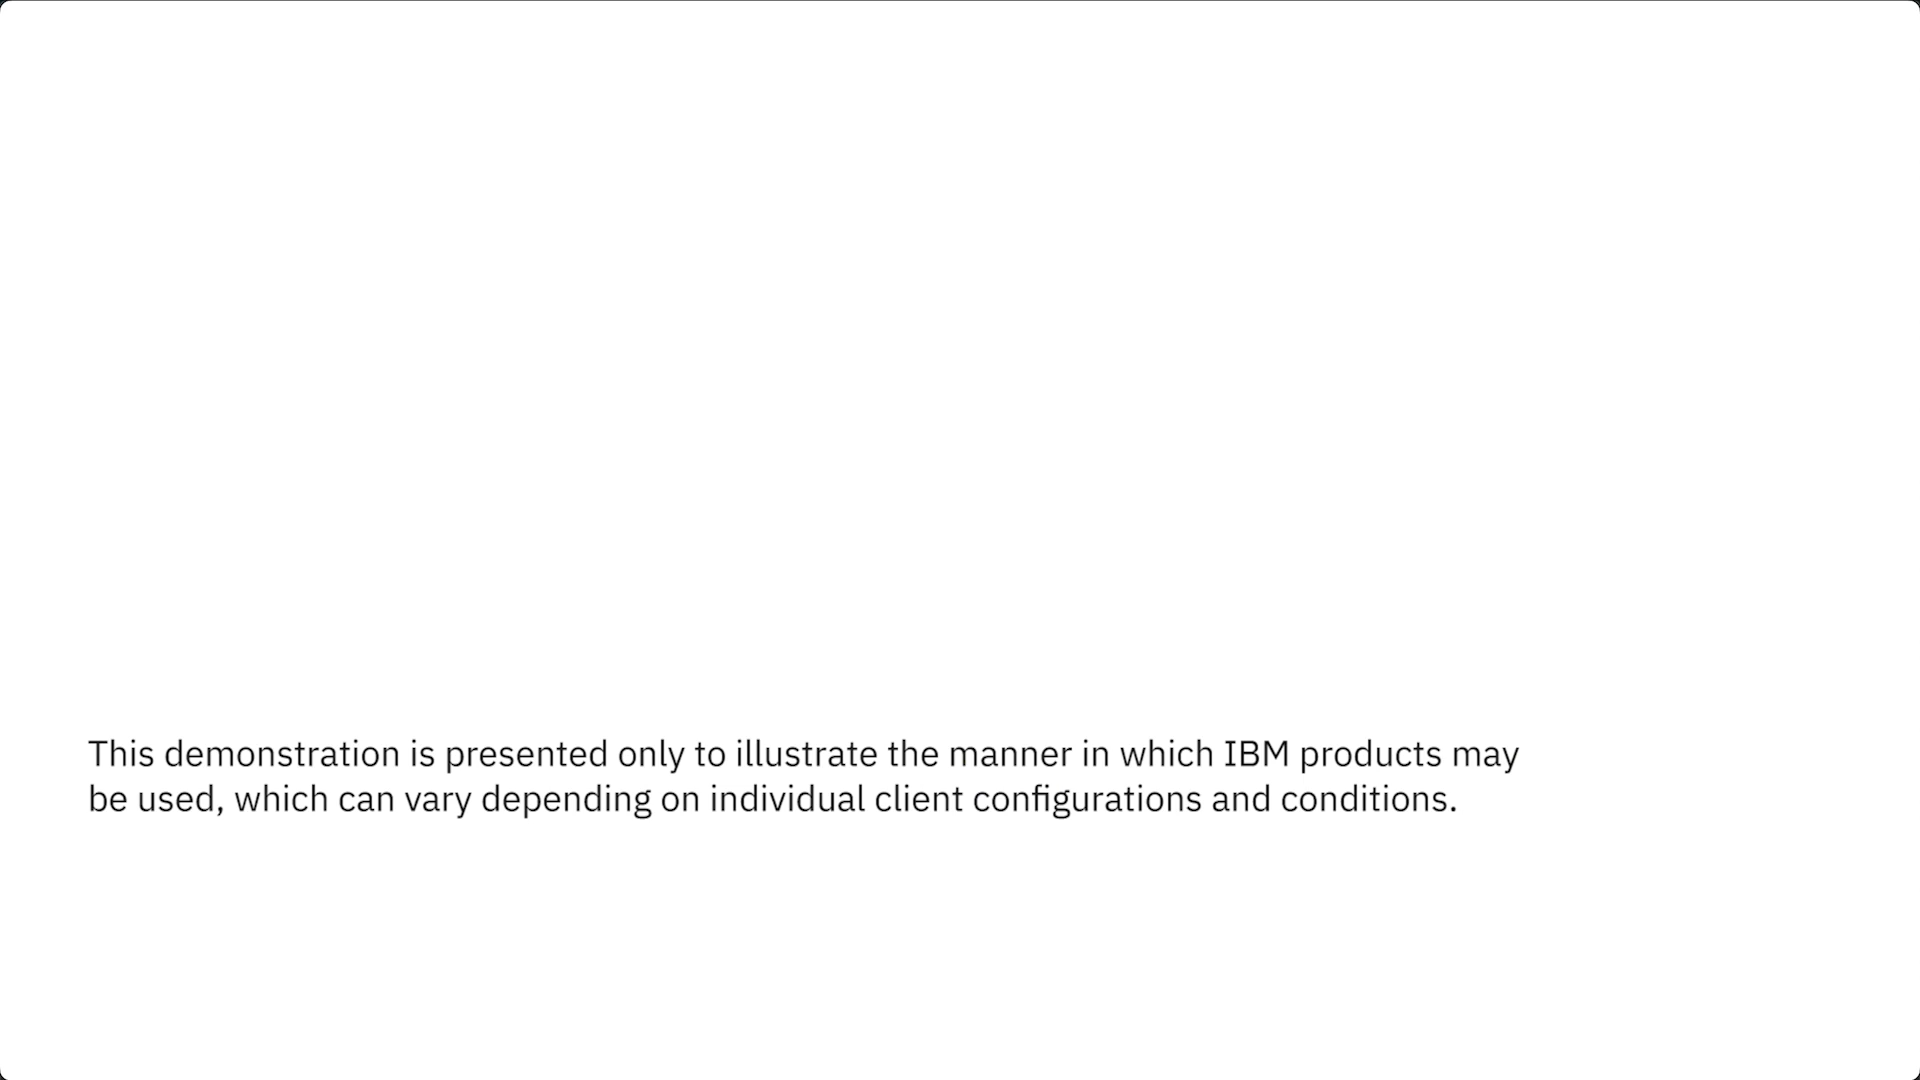 This demonstration is presented only to illustrate the manner in which IBM products may
be used, which can vary depending on individual client configurations and conditions.